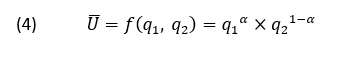 (4) Ū = f(q₁, q₂) = q₁^α × q₂^(1−α)